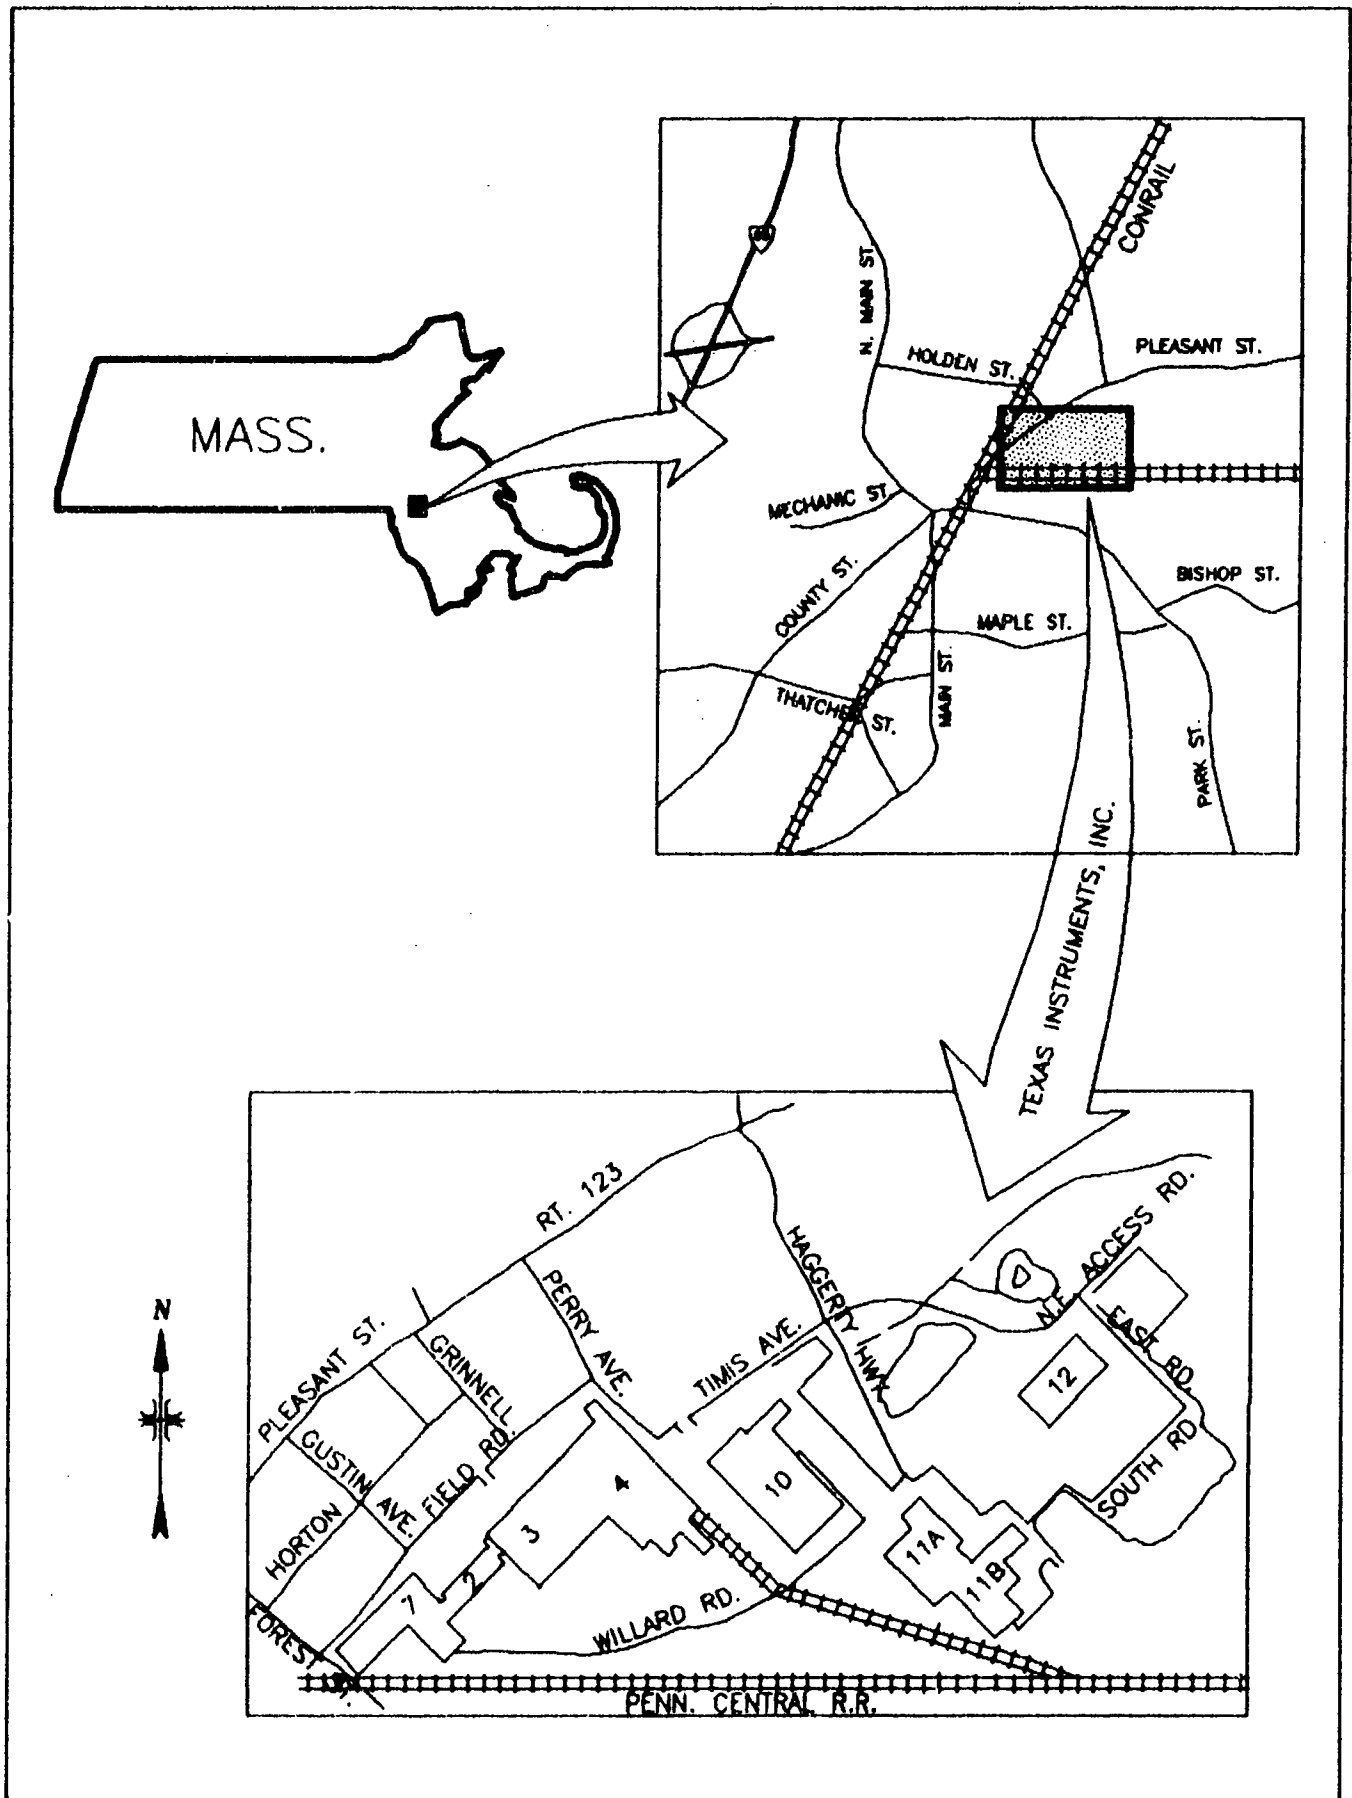 MASS.
CONRAIL
N. MAIN ST.
HOLDEN ST.
PLEASANT ST.
MECHANIC ST.
COUNTY ST.
BISHOP ST.
MAPLE ST.
MAIN ST.
THATCHER ST.
PARK ST.
TEXAS INSTRUMENTS, INC.
RT. 123
N.E. ACCESS RD.
HAGGERTY HWY.
PERRY AVE.
N
PLEASANT ST.
GRINNELL
TIMIS AVE.
EAST RD.
12
GUSTIN AVE.
FIELD RD.
4
10
SOUTH RD
HORTON
3
11A
2
11B
7
WILLARD RD.
FOREST
PENN. CENTRAL R.R.